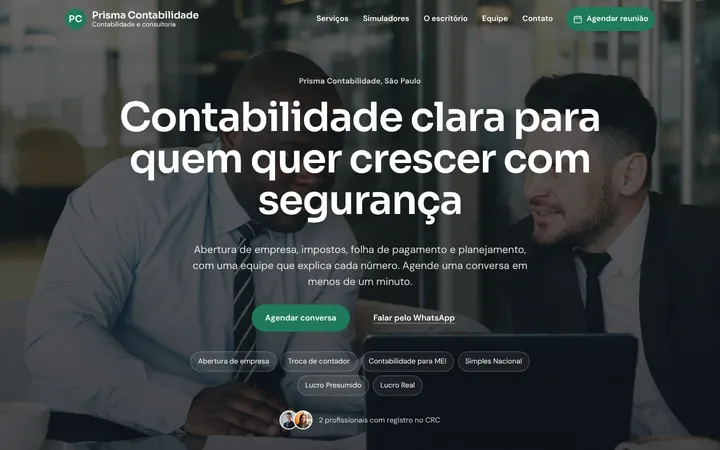 PC
Prisma Contabilidade
Contabilidade e consultoria
Serviços
Simuladores
O escritório
Equipe
Contato
Agendar reunião
Prisma Contabilidade, São Paulo
Contabilidade clara para
quem quer crescer com
segurança
Abertura de empresa, impostos, folha de pagamento e planejamento,
com uma equipe que explica cada número. Agende uma conversa em
menos de um minuto.
Agendar conversa
Falar pelo WhatsApp
Abertura de empresa
Troca de contador
Contabilidade para MEI
Simples Nacional
Lucro Presumido
Lucro Real
2 profissionais com registro no CRC